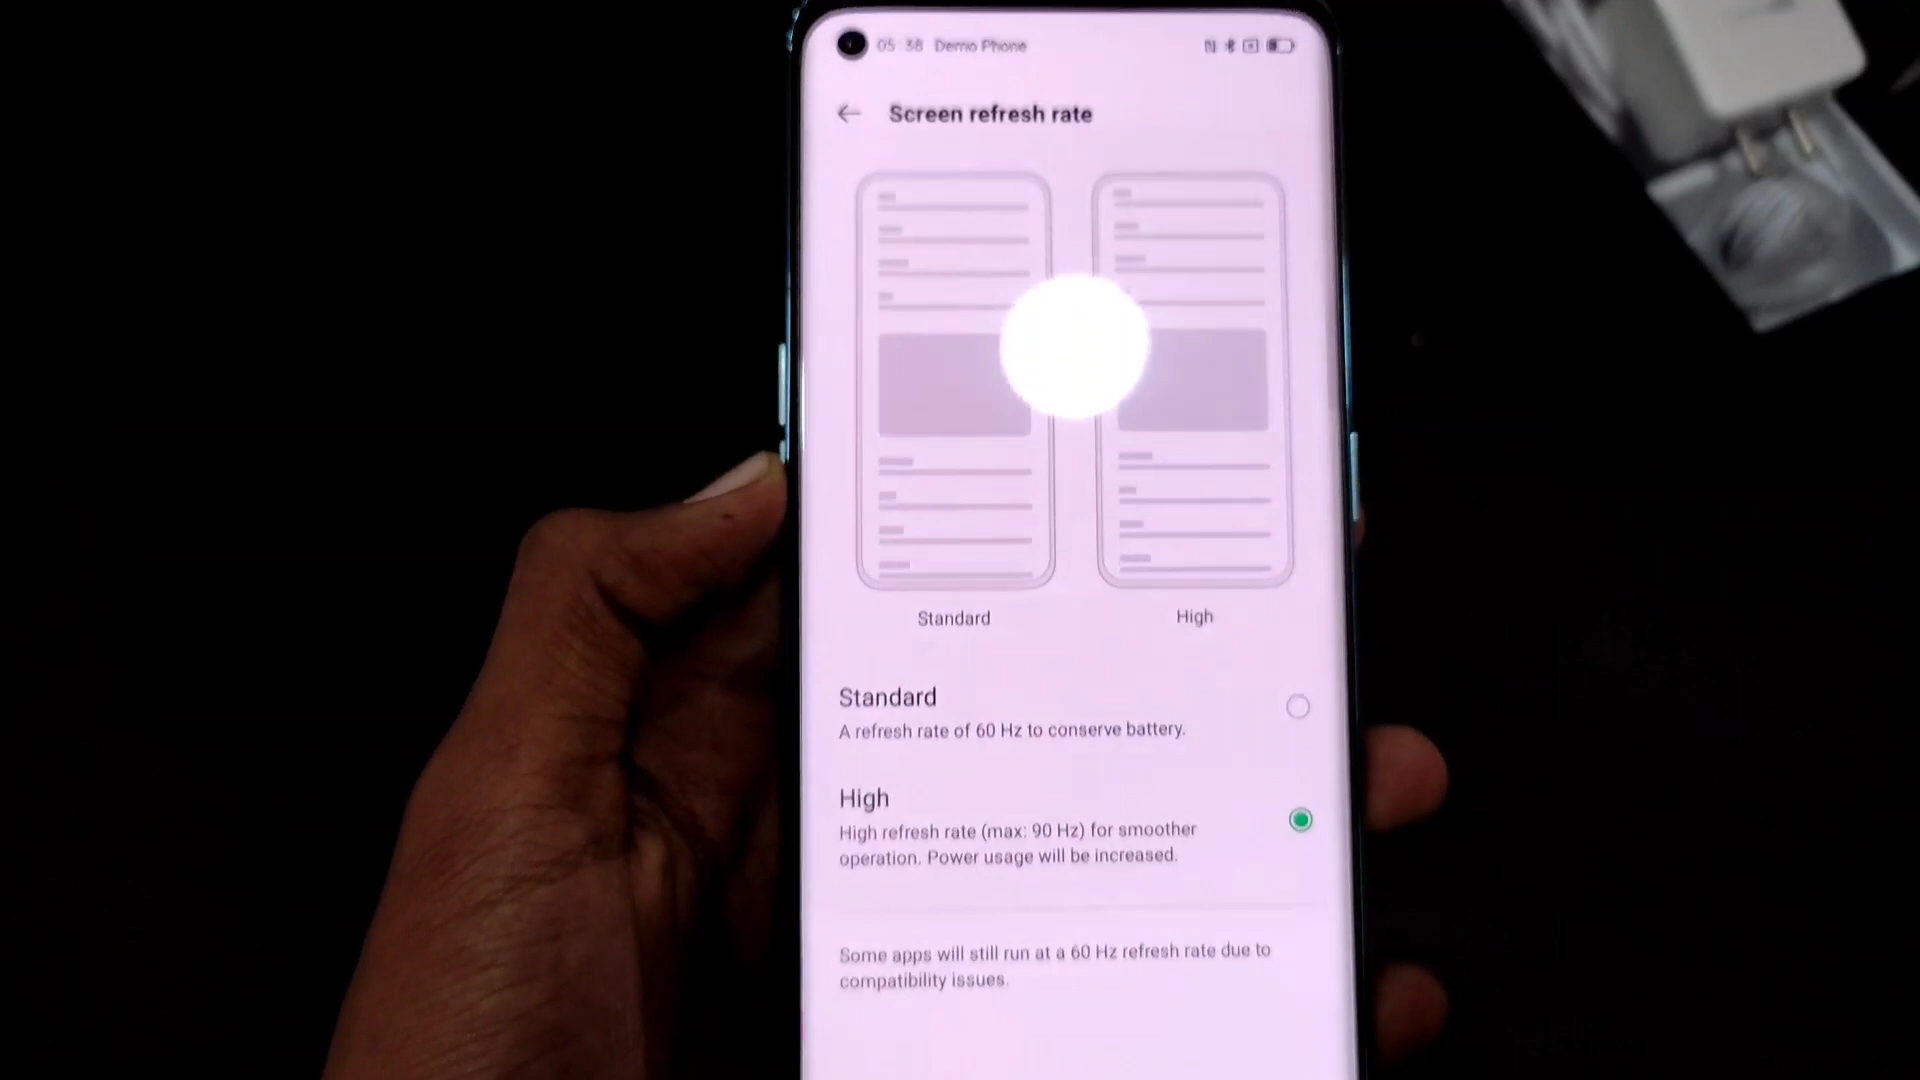 05:38 Demo Phone
Screen refresh rate
Standard
High
Standard
A refresh rate of 60 Hz to conserve battery.
High
High refresh rate (max: 90 Hz) for smoother
operation. Power usage will be increased.
Some apps will still run at a 60 Hz refresh rate due to
compatibility issues.